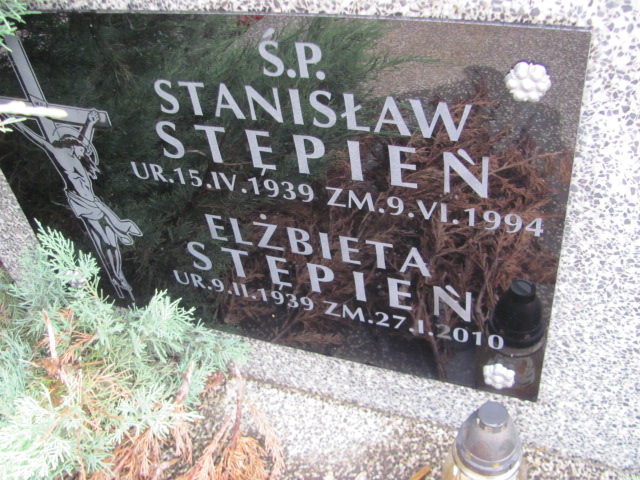 Ś.P.
STANISŁAW
STĘPIEŃ
UR.15.IV.1939 ZM.9.VI.1994
ELŻBIETA
STĘPIEŃ
UR.9.II.1939 ZM.27.I.2010